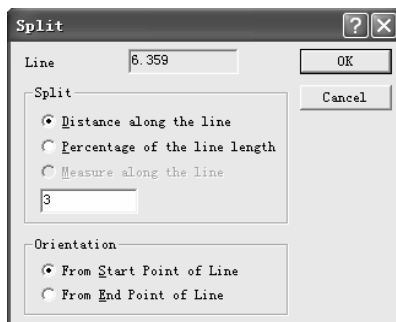 Split
Line 6.359 OK
Split Cancel
Distance along the line
Percentage of the line length
Measure along the line
3
Orientation
From Start Point of Line
From End Point of Line